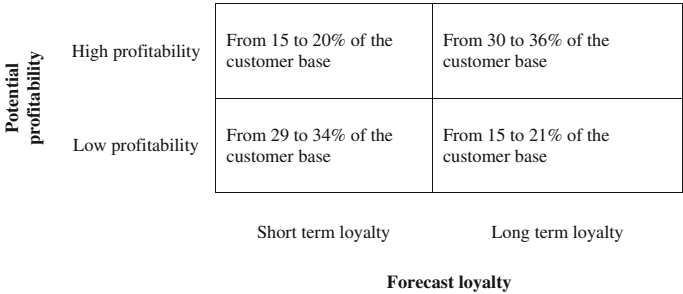 Potential
profitability
High profitability
From 15 to 20% of the
customer base
From 30 to 36% of the
customer base
Low profitability
From 29 to 34% of the
customer base
From 15 to 21% of the
customer base
Short term loyalty
Long term loyalty
Forecast loyalty